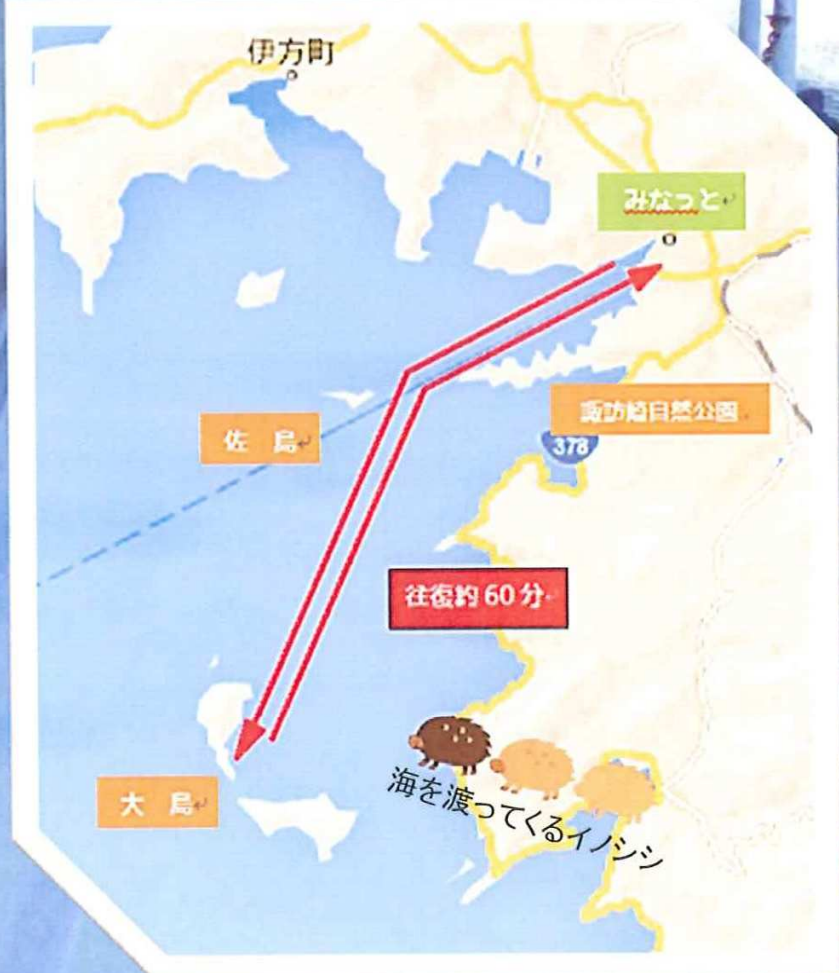 伊方町
みなっと
諏訪崎自然公園
378
佐 島
往復約60分
海を渡ってくるイノシシ
大 島